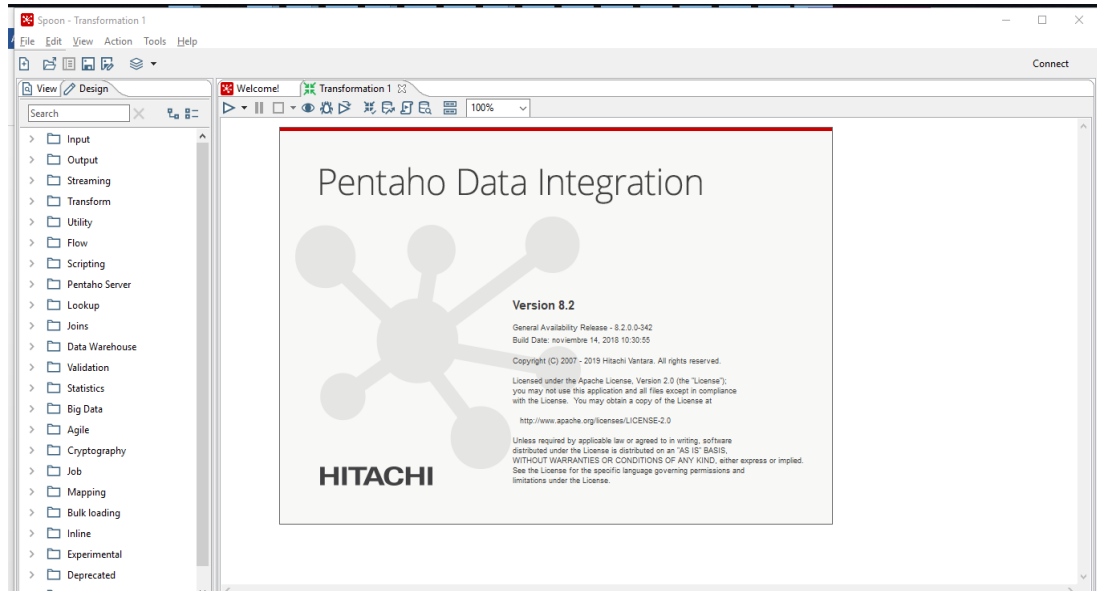 Spoon - Transformation 1
File Edit View Action Tools Help
Connect
View Design
Welcome! Transformation 1
Search
100%
Input
Output
Streaming
Transform
Utility
Flow
Scripting
Pentaho Server
Lookup
Joins
Data Warehouse
Validation
Statistics
Big Data
Agile
Cryptography
Job
Mapping
Bulk loading
Inline
Experimental
Deprecated
Pentaho Data Integration
Version 8.2
General Availability Release - 8.2.0.0-342
Build Date: noviembre 14, 2018 10:30:55
Copyright (C) 2007 - 2019 Hitachi Vantara. All rights reserved.
Licensed under the Apache License, Version 2.0 (the "License");
you may not use this application and all files except in compliance
with the License. You may obtain a copy of the License at
http://www.apache.org/licenses/LICENSE-2.0
Unless required by applicable law or agreed to in writing, software
distributed under the License is distributed on an "AS IS" BASIS,
WITHOUT WARRANTIES OR CONDITIONS OF ANY KIND, either express or implied.
See the License for the specific language governing permissions and
limitations under the License.
HITACHI